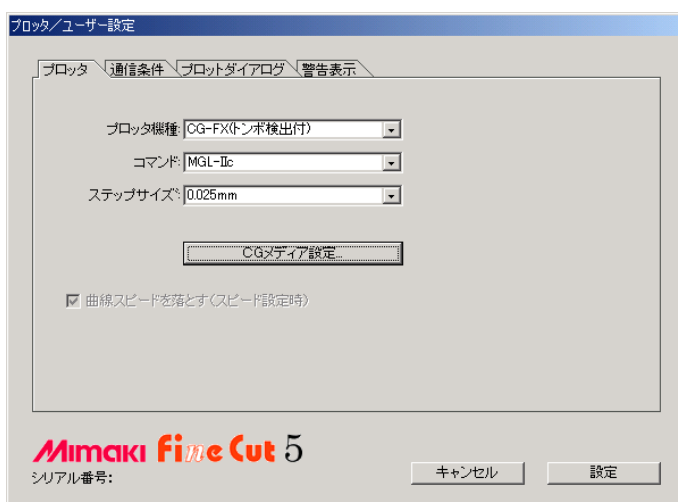 プロッタ／ユーザー設定
プロッタ 通信条件 プロットダイアログ 警告表示
プロッタ機種: CG-FX(トンボ検出付)
コマンド: MGL-Ⅱc
ステップサイズ: 0.025mm
CGメディア設定...
曲線スピードを落とす(スピード設定時)
Mimaki Fine Cut 5
シリアル番号:
キャンセル 設定